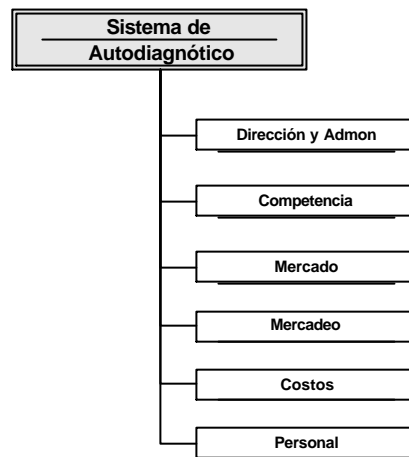 Sistema de
Autodiagnótico
Dirección y Admon
Competencia
Mercado
Mercadeo
Costos
Personal